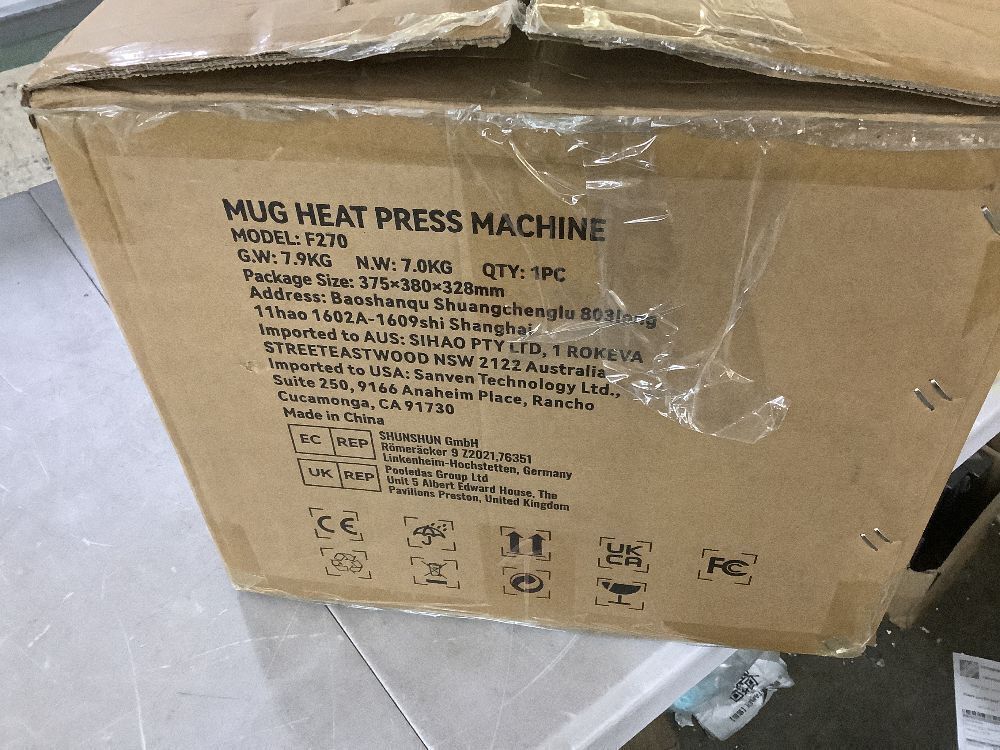 MUG HEAT PRESS MACHINE
MODEL: F270
G.W: 7.9KG N.W: 7.0KG QTY: 1PC
Package Size: 375×380×328mm
Address: Baoshanqu Shuangchenglu 803long
11hao 1602A-1609shi Shanghai
Imported to AUS: SIHAO PTY LTD, 1 ROKEVA
STREETEASTWOOD NSW 2122 Australia
Imported to USA: Sanven Technology Ltd.,
Suite 250, 9166 Anaheim Place, Rancho
Cucamonga, CA 91730
Made in China
EC REP
SHUNSHUN GmbH
Römeräcker 9 Z2021,76351
Linkenheim-Hochstetten, Germany
UK REP
Pooledas Group Ltd
Unit 5 Albert Edward House, The
Pavilions Preston, United Kingdom
CE
UK
CA
FC